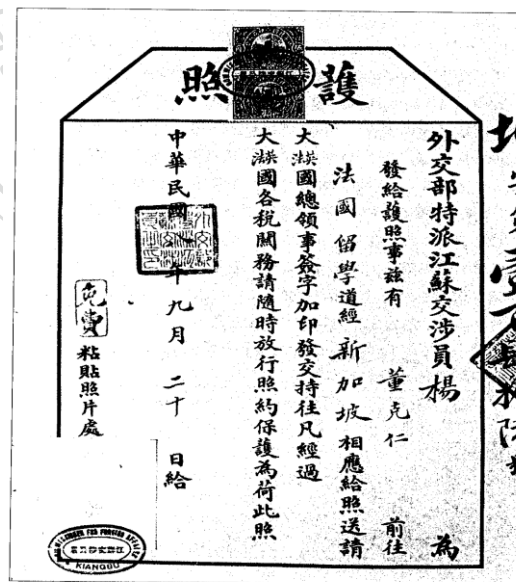 護照
外交部特派江蘇交涉員楊 為
發給護照事茲有 董克仁 前往
法國留學道經 新加坡 相應給照送請
大英國總領事簽字加印發交持往凡經過
大英國各稅關務請隨時放行照約保護為荷此照
中華民國 年九月 二十 日給
免費
粘貼照片處
COMMISSIONER FOR FOREIGN AFFAIRS
KIANGSU